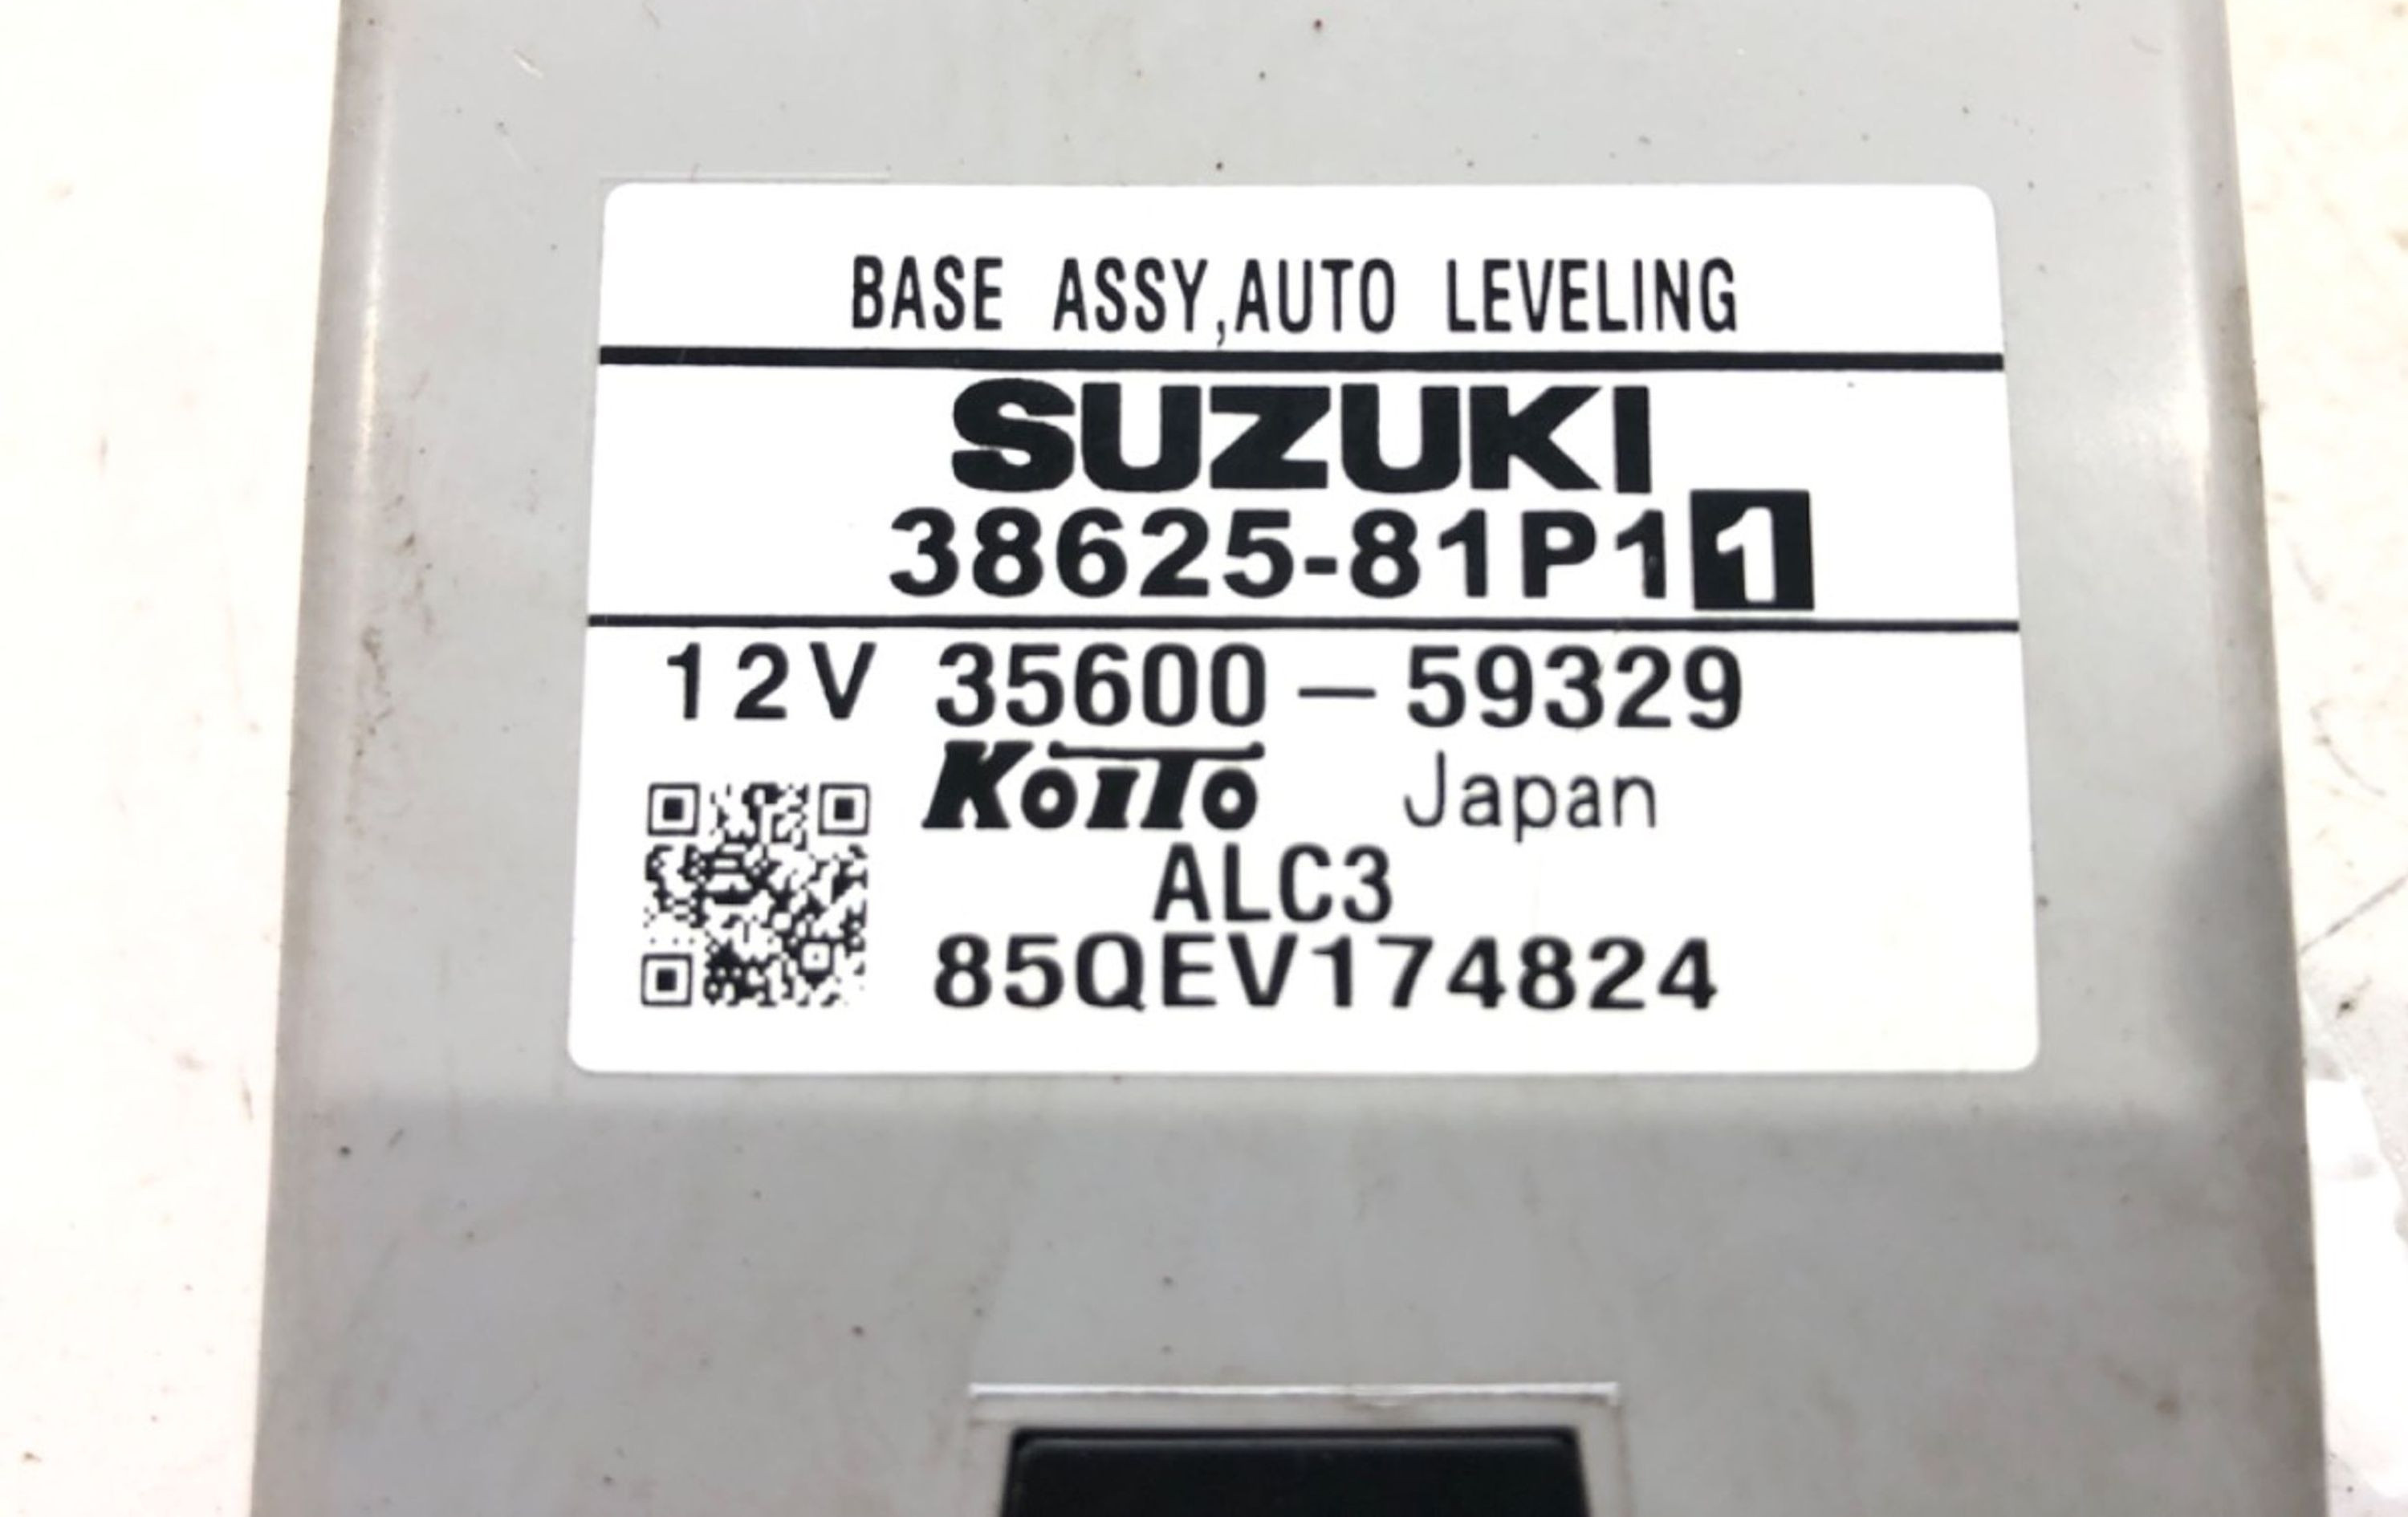 BASE ASSY,AUTO LEVELING
SUZUKI
38625-81P11
12V 35600-59329
KOITO Japan
ALC3
85QEV174824